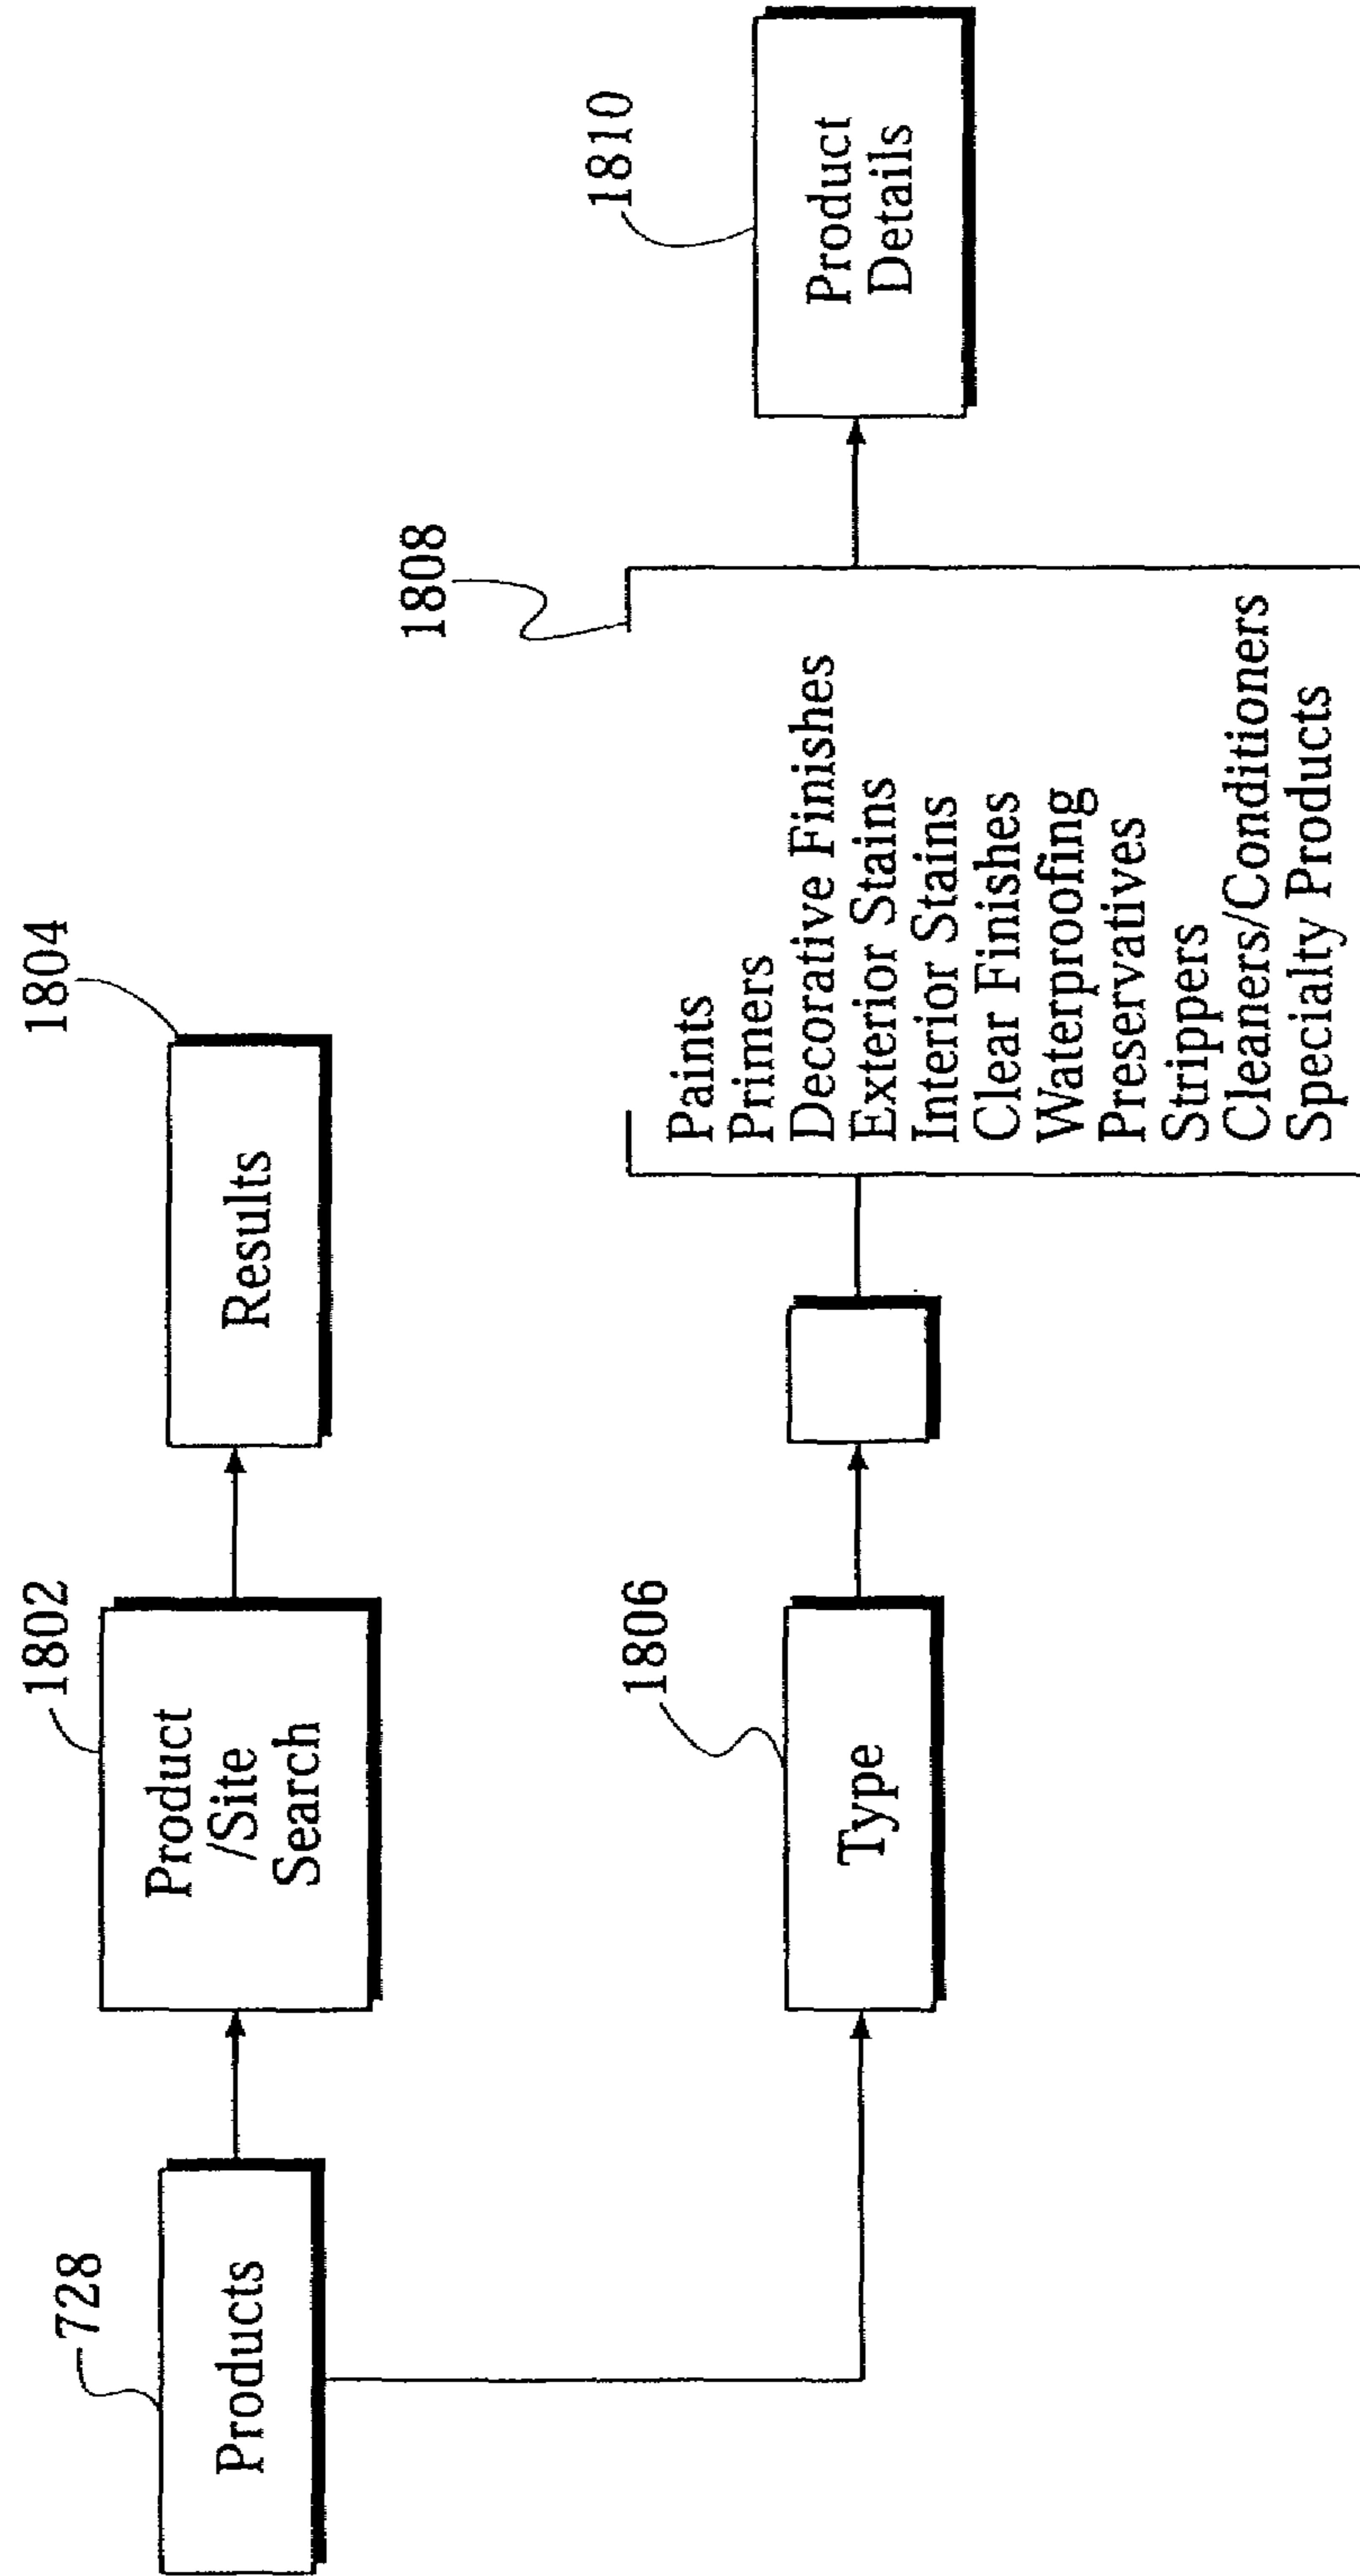 728
Products
1802
Product
/Site
Search
1804
Results
1806
Type
1808
Paints
Primers
Decorative Finishes
Exterior Stains
Interior Stains
Clear Finishes
Waterproofing
Preservatives
Strippers
Cleaners/Conditioners
Specialty Products
1810
Product
Details